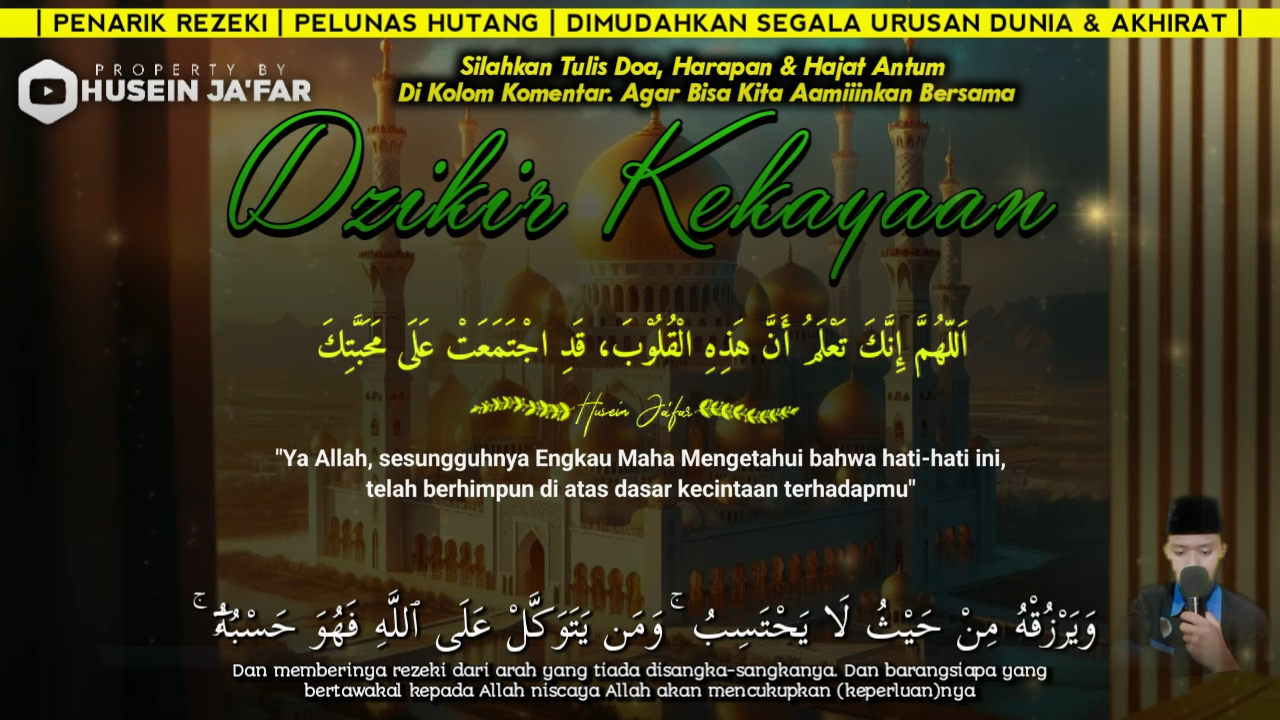 | PENARIK REZEKI | PELUNAS HUTANG | DIMUDAHKAN SEGALA URUSAN DUNIA & AKHIRAT |
PROPERTY BY
HUSEIN JA'FAR
Silahkan Tulis Doa, Harapan & Hajat Antum
Di Kolom Komentar. Agar Bisa Kita Aamiiinkan Bersama
Dzikir Kekayaan
اَللّٰهُمَّ إِنَّكَ تَعْلَمُ أَنَّ هَذِهِ الْقُلُوْبَ، قَدِ اجْتَمَعَتْ عَلَى مَحَبَّتِكَ
Husein Ja'far
"Ya Allah, sesungguhnya Engkau Maha Mengetahui bahwa hati-hati ini,
telah berhimpun di atas dasar kecintaan terhadapmu"
وَيَرْزُقْهُ مِنْ حَيْثُ لَا يَحْتَسِبُ ۚ وَمَن يَتَوَكَّلْ عَلَى ٱللَّهِ فَهُوَ حَسْبُهُۥٓ ۚ
Dan memberinya rezeki dari arah yang tiada disangka-sangkanya. Dan barangsiapa yang
bertawakal kepada Allah niscaya Allah akan mencukupkan (keperluan)nya